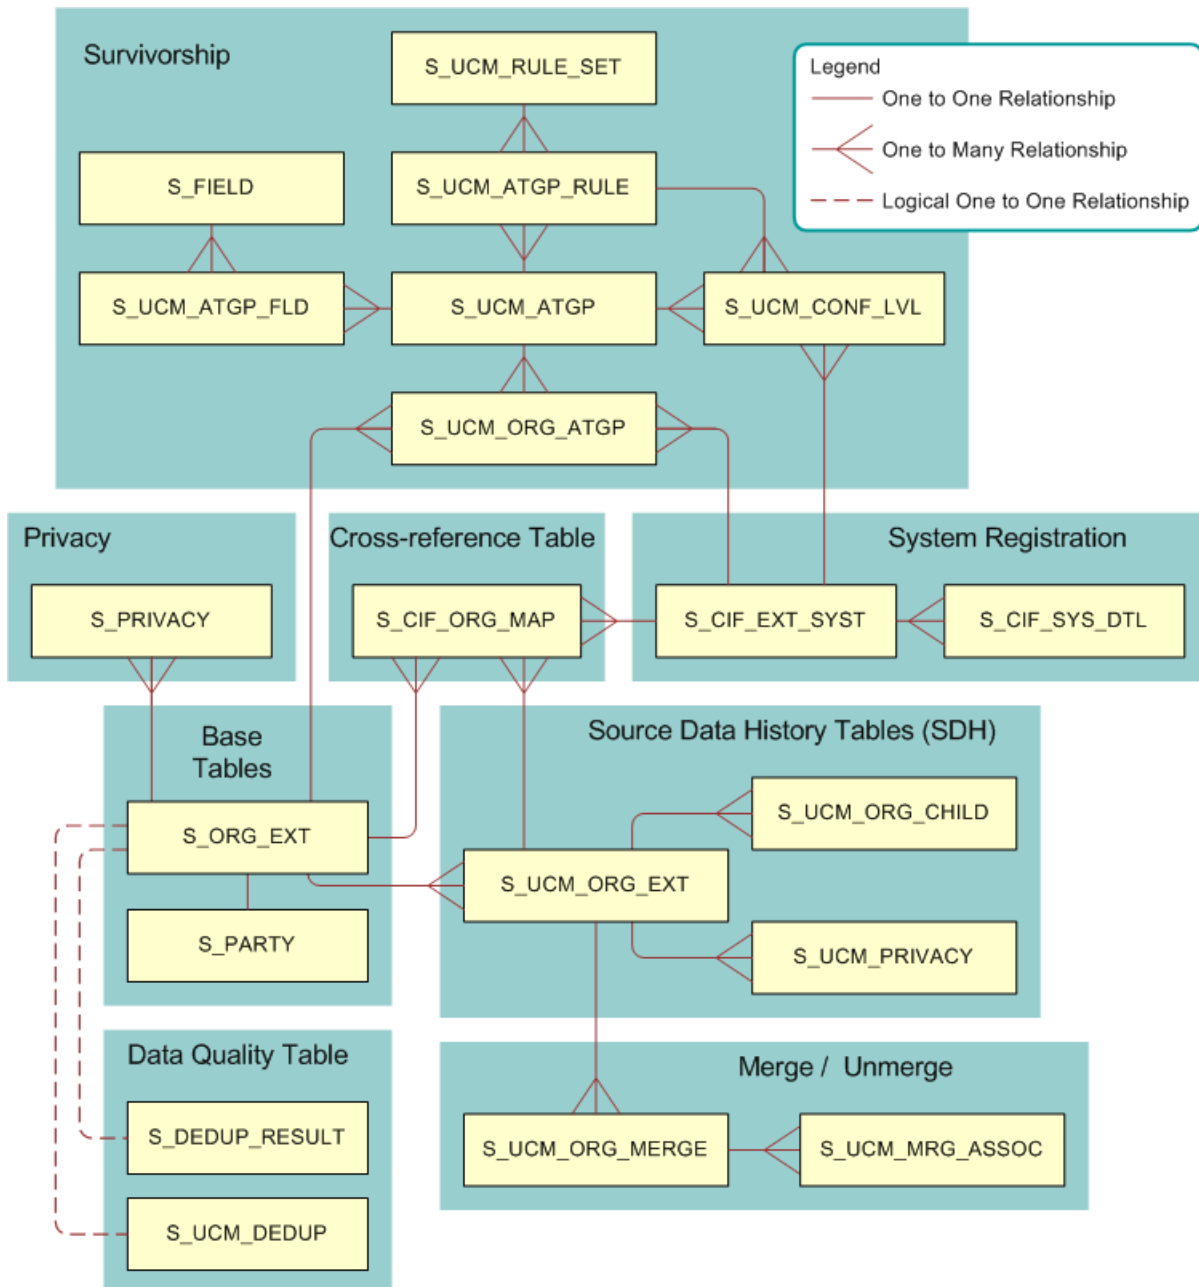 Survivorship
S_UCM_RULE_SET
Legend
One to One Relationship
One to Many Relationship
Logical One to One Relationship
S_FIELD
S_UCM_ATGP_RULE
S_UCM_ATGP_FLD
S_UCM_ATGP
S_UCM_CONF_LVL
S_UCM_ORG_ATGP
Privacy
S_PRIVACY
Cross-reference Table
S_CIF_ORG_MAP
System Registration
S_CIF_EXT_SYST
S_CIF_SYS_DTL
Base
Tables
S_ORG_EXT
S_PARTY
Source Data History Tables (SDH)
S_UCM_ORG_CHILD
S_UCM_ORG_EXT
S_UCM_PRIVACY
Data Quality Table
S_DEDUP_RESULT
S_UCM_DEDUP
Merge / Unmerge
S_UCM_ORG_MERGE
S_UCM_MRG_ASSOC